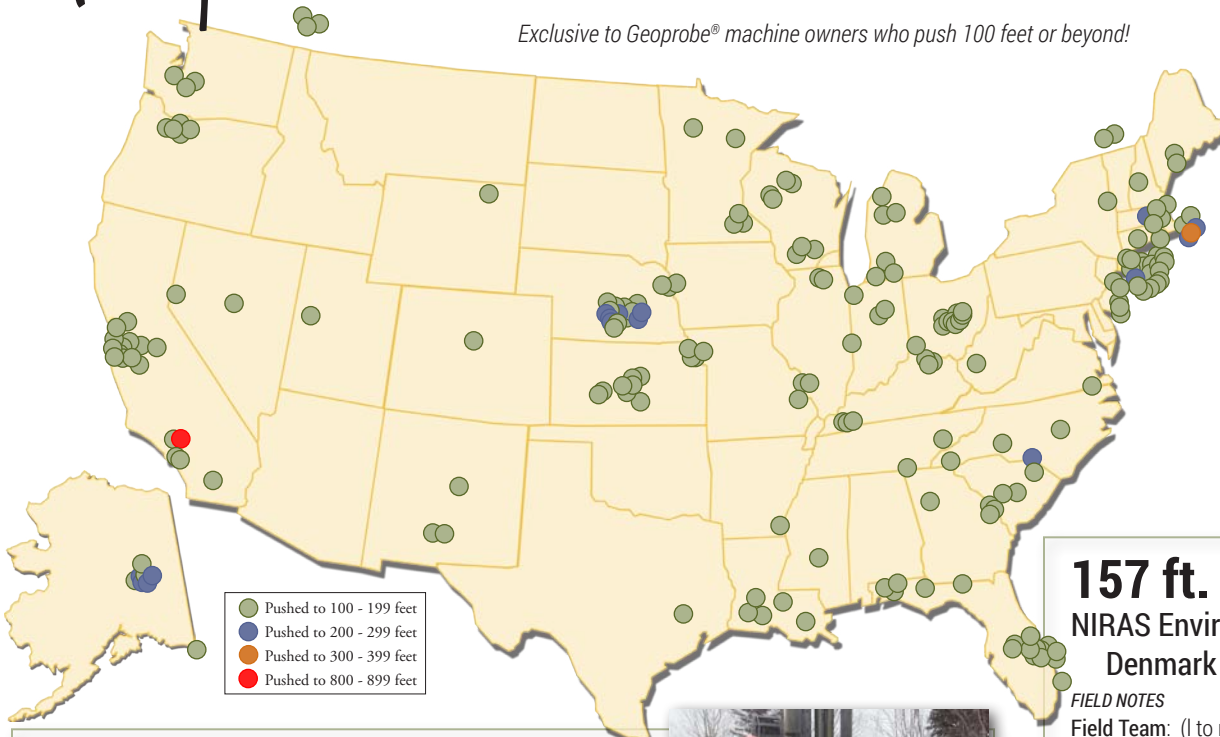 Exclusive to Geoprobe® machine owners who push 100 feet or beyond!
Pushed to 100 - 199 feet
Pushed to 200 - 299 feet
Pushed to 300 - 399 feet
Pushed to 800 - 899 feet
157 ft.
NIRAS Envir
Denmark
FIELD NOTES
Field Team: (l to